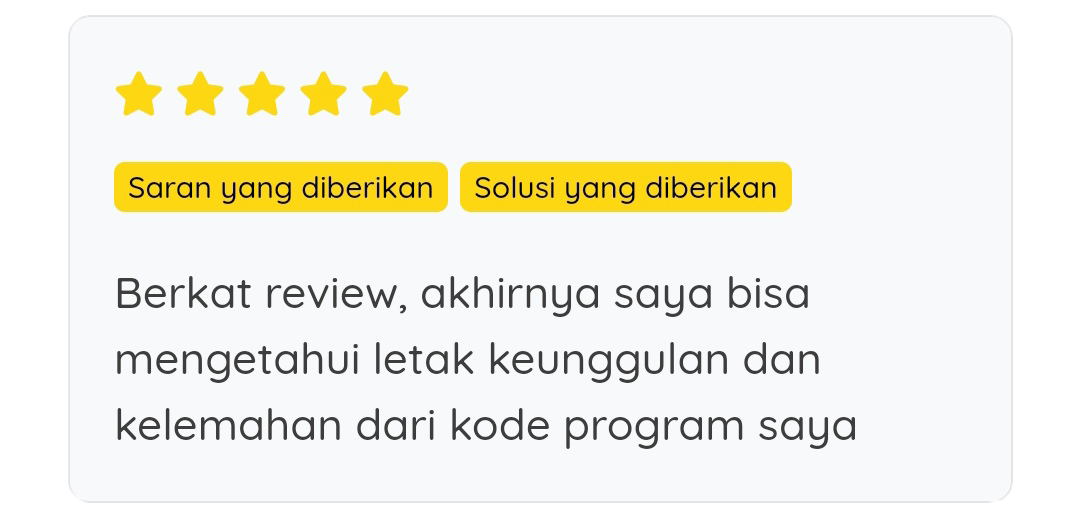 Saran yang diberikan Solusi yang diberikan
Berkat review, akhirnya saya bisa
mengetahui letak keunggulan dan
kelemahan dari kode program saya